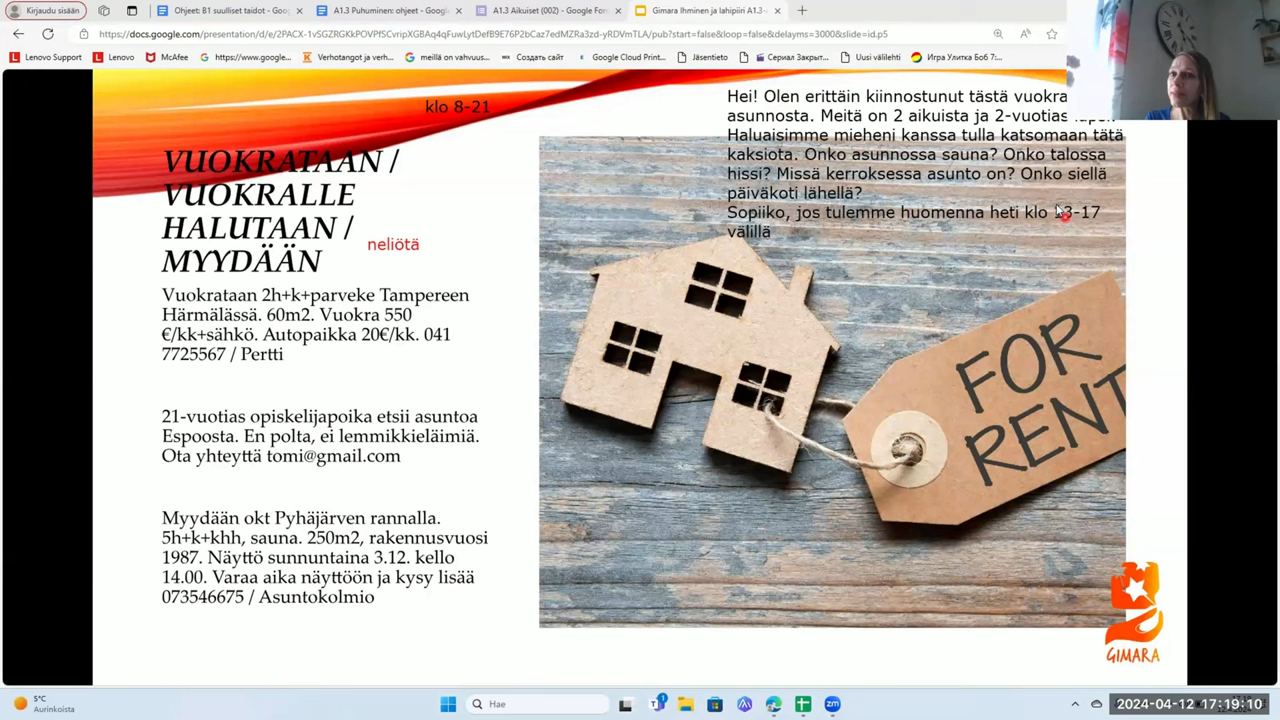 Kirjaudu sisään
Objeet: B1 suulliset taidot - Goog
A1.3 Puhuminen: ohjeet - Google
A1.3 Aikuiset (002) - Google For
Gimara Ihminen ja lahipiiri A1.3
https://docs.google.com/presentation/d/e/2PACX-1vSGZRGKkPOVPfSCvripXGBAq4qFuwLytDefB9E76P2bCaz7edMZRa3zd-yRDVmTLA/pub?start=false&loop=false&delayms=3000&slide=id.p5
Lenovo Support
Lenovo
McAfee
https://www.google...
Verhotangot ja verh...
meillä on vahvuus...
Создать сайт
Google Cloud Print...
Jäsentieto
Сериал Закрыт...
Uusi välilehti
Игра Улитка Боб 7:...
klo 8-21
VUOKRATAAN /
VUOKRALLE
HALUTAAN /
MYYDÄÄN
neliötä
Vuokrataan 2h+k+parveke Tampereen
Härmälässä. 60m2. Vuokra 550
€/kk+sähkö. Autopaikka 20€/kk. 041
7725567 / Pertti
21-vuotias opiskelijapoika etsii asuntoa
Espoosta. En polta, ei lemmikkieläimiä.
Ota yhteyttä tomi@gmail.com
Myydään okt Pyhäjärven rannalla.
5h+k+khh, sauna. 250m2, rakennusvuosi
1987. Näyttö sunnuntaina 3.12. kello
14.00. Varaa aika näyttöön ja kysy lisää
073546675 / Asuntokolmio
Hei! Olen erittäin kiinnostunut tästä vuokra
asunnosta. Meitä on 2 aikuista ja 2-vuotias
Haluaisimme mieheni kanssa tulla katsomaan tätä
kaksiota. Onko asunnossa sauna? Onko talossa
hissi? Missä kerroksessa asunto on? Onko siellä
päiväkoti lähellä?
Sopiiko, jos tulemme huomenna heti klo 13-17
välillä
FOR
RENT
GIMARA
5°C
Aurinkoista
Hae
2024-04-12 17:19:10